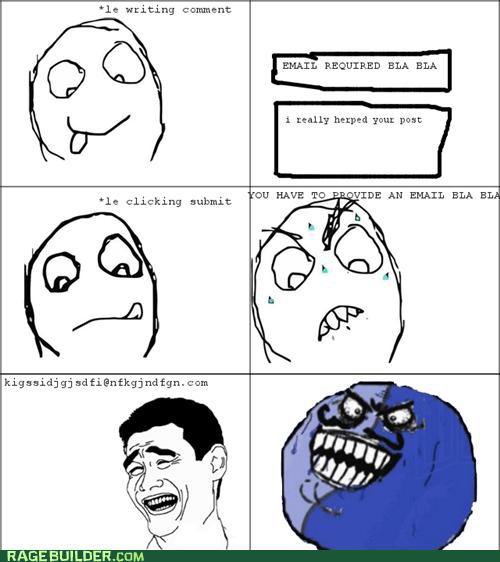 *le writing comment
EMAIL REQUIRED BLA BLA
i really herped your post
*le clicking submit
YOU HAVE TO PROVIDE AN EMAIL BLA BLA
kigssidjgjsdfi@nfkgjndfgn.com
RAGEBUILDER.COM